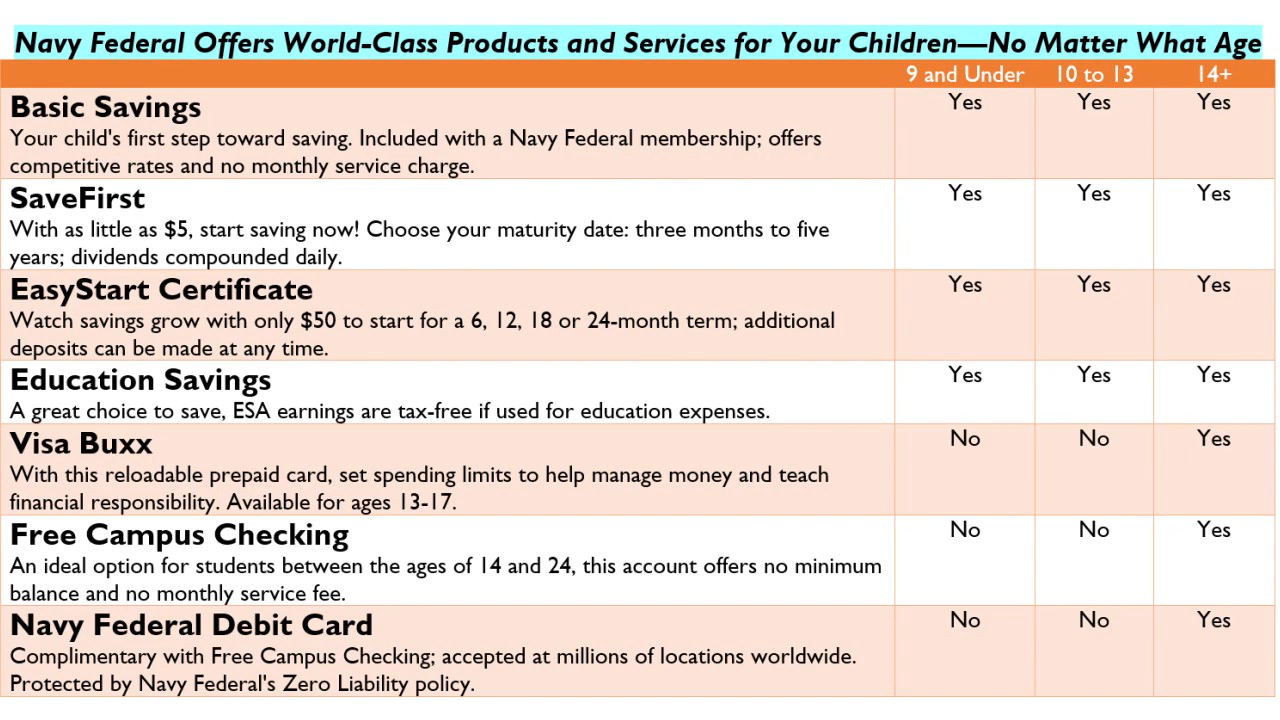 Navy Federal Offers World-Class Products and Services for Your Children—No Matter What Age
9 and Under 10 to 13 14+
Basic Savings Yes Yes Yes
Your child's first step toward saving. Included with a Navy Federal membership; offers
competitive rates and no monthly service charge.
SaveFirst Yes Yes Yes
With as little as $5, start saving now! Choose your maturity date: three months to five
years; dividends compounded daily.
EasyStart Certificate Yes Yes Yes
Watch savings grow with only $50 to start for a 6, 12, 18 or 24-month term; additional
deposits can be made at any time.
Education Savings Yes Yes Yes
A great choice to save, ESA earnings are tax-free if used for education expenses.
Visa Buxx No No Yes
With this reloadable prepaid card, set spending limits to help manage money and teach
financial responsibility. Available for ages 13-17.
Free Campus Checking No No Yes
An ideal option for students between the ages of 14 and 24, this account offers no minimum
balance and no monthly service fee.
Navy Federal Debit Card No No Yes
Complimentary with Free Campus Checking; accepted at millions of locations worldwide.
Protected by Navy Federal's Zero Liability policy.